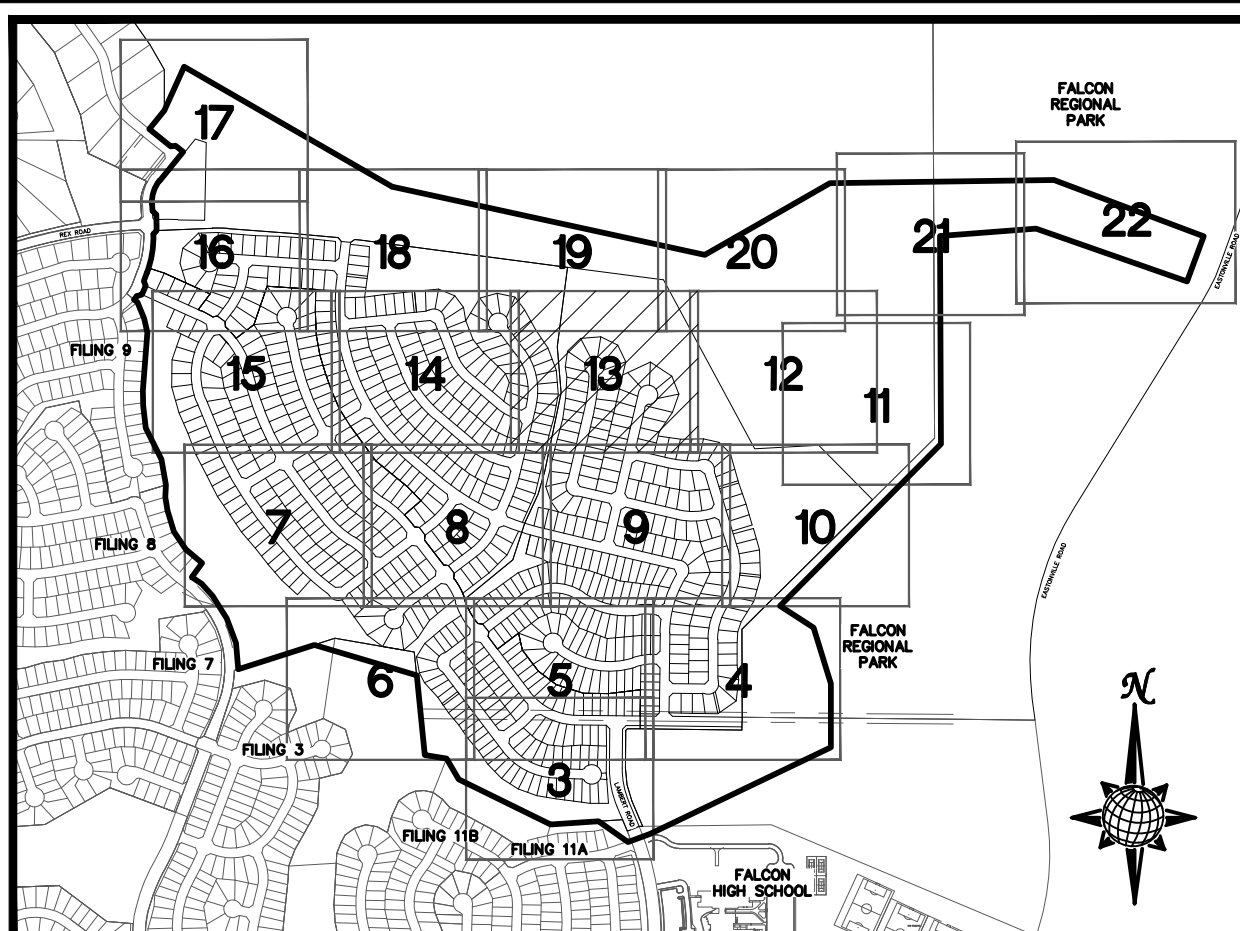 FALCON
REGIONAL
PARK
17
22
REX ROAD
21
16
18
19
20
EASTONVILLE ROAD
FILING 9
15
14
13
12
11
7
8
9
10
FILING 8
EASTONVILLE ROAD
FALCON
REGIONAL
PARK
FILING 7
6
5
4
N
FILING 3
3
LAMBERT ROAD
FILING 11B
FILING 11A
FALCON
HIGH SCHOOL